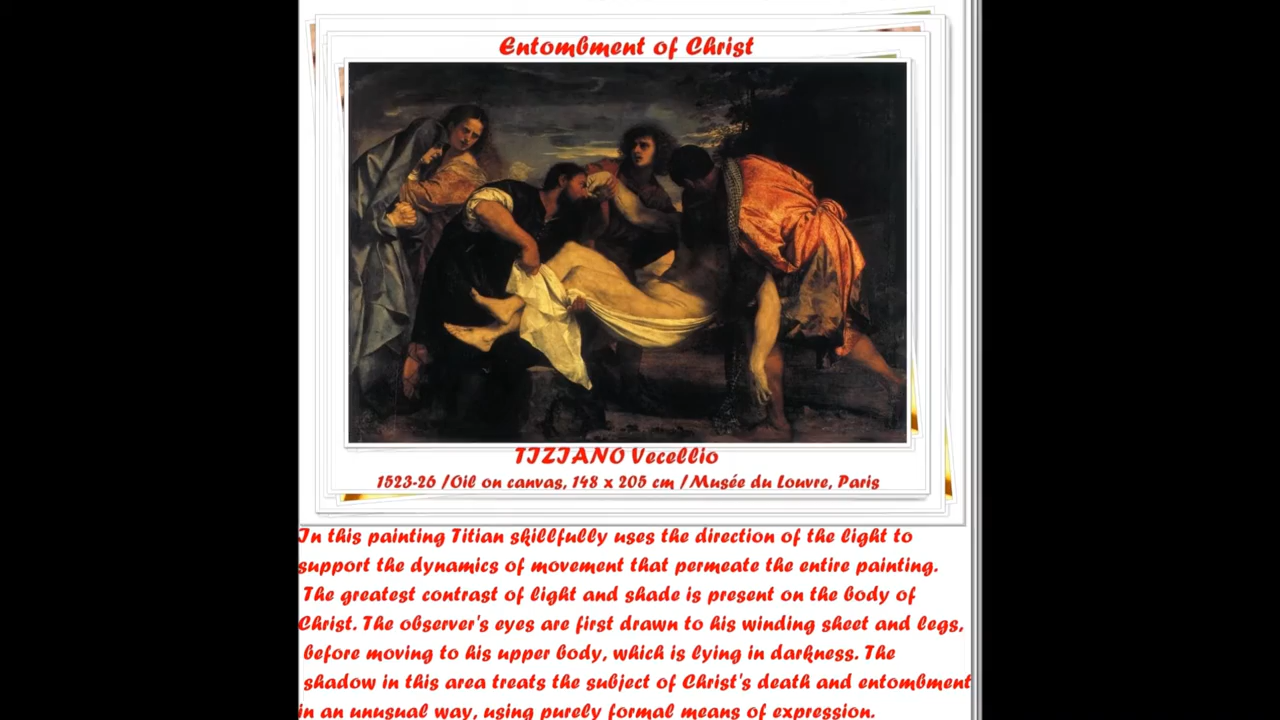 Entombment of Christ
TIZIANO Vecellio
1523-26 /Oil on canvas, 148 x 205 cm /Musée du Louvre, Paris
In this painting Titian skillfully uses the direction of the light to
support the dynamics of movement that permeate the entire painting.
The greatest contrast of light and shade is present on the body of
Christ. The observer's eyes are first drawn to his winding sheet and legs,
before moving to his upper body, which is lying in darkness. The
shadow in this area treats the subject of Christ's death and entombment
in an unusual way, using purely formal means of expression.